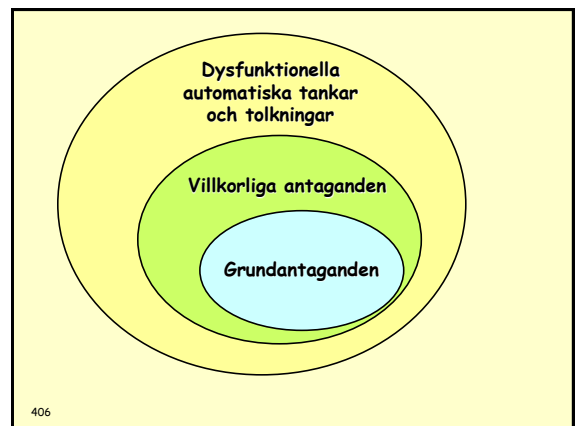 Dysfunktionella
automatiska tankar
och tolkningar
Villkorliga antaganden
Grundantaganden
406